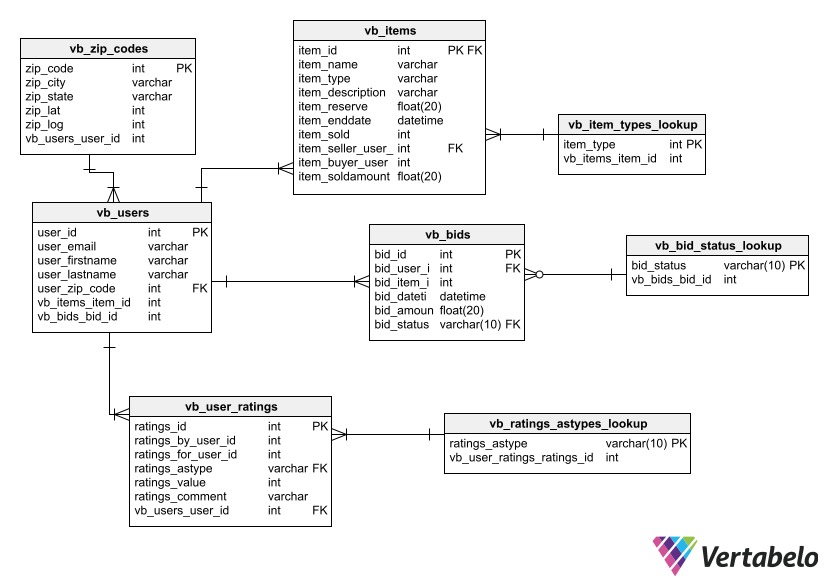 vb_zip_codes
zip_code int PK
zip_city varchar
zip_state varchar
zip_lat int
zip_log int
vb_users_user_id int
vb_items
item_id int PK FK
item_name varchar
item_type varchar
item_description varchar
item_reserve float(20)
item_enddate datetime
item_sold int
item_seller_user_ int FK
item_buyer_user int
item_soldamount float(20)
vb_item_types_lookup
item_type int PK
vb_items_item_id int
vb_users
user_id int PK
user_email varchar
user_firstname varchar
user_lastname varchar
user_zip_code int FK
vb_items_item_id int
vb_bids_bid_id int
vb_bids
bid_id int PK
bid_user_i int FK
bid_item_i int
bid_dateti datetime
bid_amoun float(20)
bid_status varchar(10) FK
vb_bid_status_lookup
bid_status varchar(10) PK
vb_bids_bid_id int
vb_user_ratings
ratings_id int PK
ratings_by_user_id int
ratings_for_user_id int
ratings_astype varchar FK
ratings_value int
ratings_comment varchar
vb_users_user_id int FK
vb_ratings_astypes_lookup
ratings_astype varchar(10) PK
vb_user_ratings_ratings_id int
Vertabelo